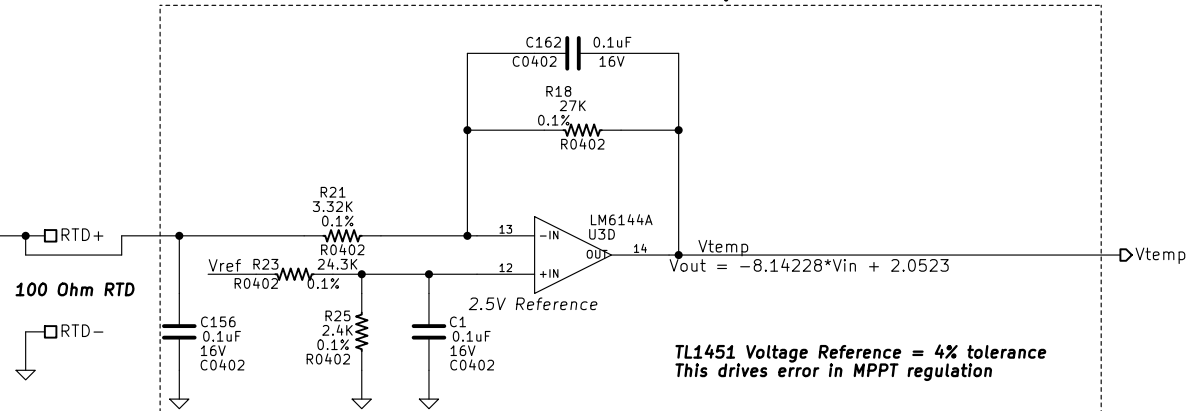 C162 0.1uF
C0402 16V
R18
27K
0.1%
R0402
R21
3.32K
0.1%
R0402
LM6144A
U3D
13 -IN
OUT 14
12 +IN
RTD+
Vref R23 24.3K
R0402 0.1%
Vtemp
Vout = -8.14228*Vin + 2.0523
Vtemp
100 Ohm RTD
2.5V Reference
RTD-
C156
0.1uF
16V
C0402
R25
2.4K
0.1%
R0402
C1
0.1uF
16V
C0402
TL1451 Voltage Reference = 4% tolerance
This drives error in MPPT regulation